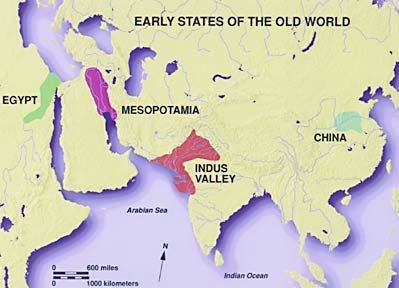 EARLY STATES OF THE OLD WORLD
EGYPT
MESOPOTAMIA
CHINA
INDUS
VALLEY
Arabian Sea
N
0 600 miles
0 1000 kilometers
Indian Ocean